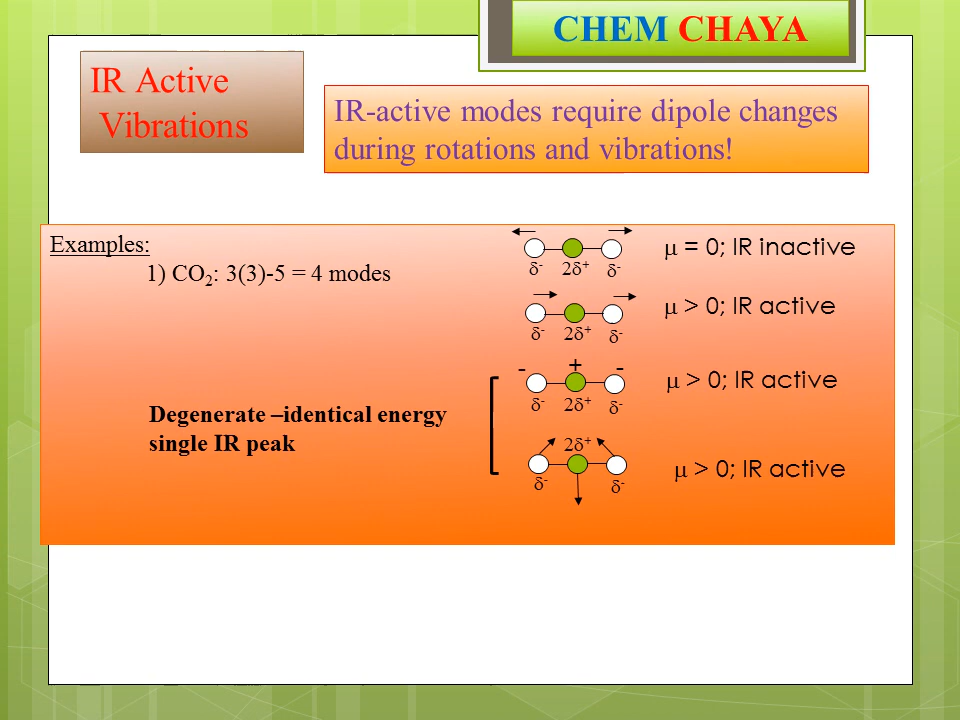 CHEM CHAYA
IR Active
Vibrations
IR-active modes require dipole changes
during rotations and vibrations!
Examples:
1) CO₂: 3(3)-5 = 4 modes
μ = 0; IR inactive
δ⁻ 2δ⁺ δ⁻
μ > 0; IR active
δ⁻ 2δ⁺ δ⁻
- + -
μ > 0; IR active
δ⁻ 2δ⁺ δ⁻
Degenerate –identical energy
single IR peak
2δ⁺
μ > 0; IR active
δ⁻ δ⁻